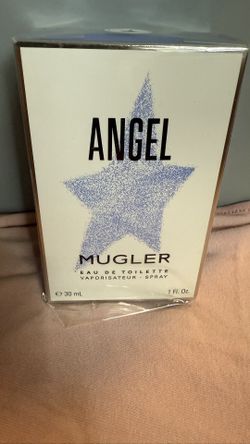 ANGEL
MUGLER
EAU DE TOILETTE
VAPORISATEUR - SPRAY
℮ 30 mL 1 Fl. Oz.